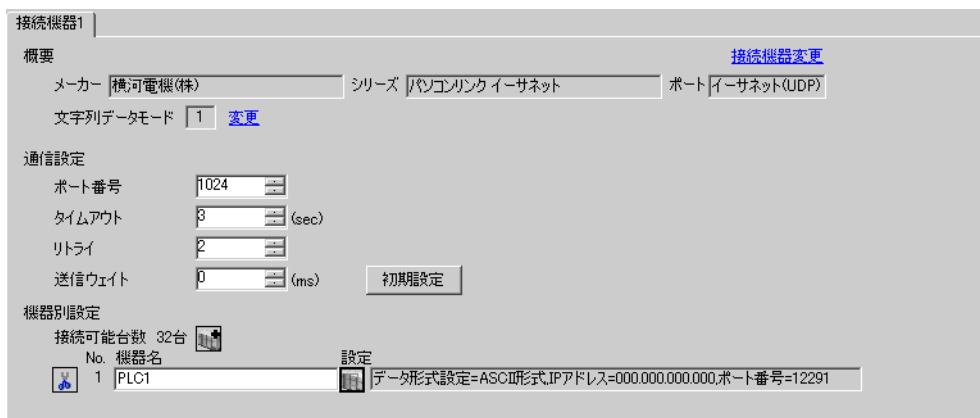 接続機器1
概要 接続機器変更
メーカー 横河電機(株) シリーズ パソコンリンク イーサネット ポート イーサネット(UDP)
文字列データモード 1 変更
通信設定
ポート番号 1024
タイムアウト 3 (sec)
リトライ 2
送信ウェイト 0 (ms) 初期設定
機器別設定
接続可能台数 32台
No. 機器名 設定
1 PLC1 データ形式設定=ASCII形式,IPアドレス=000.000.000.000,ポート番号=12291